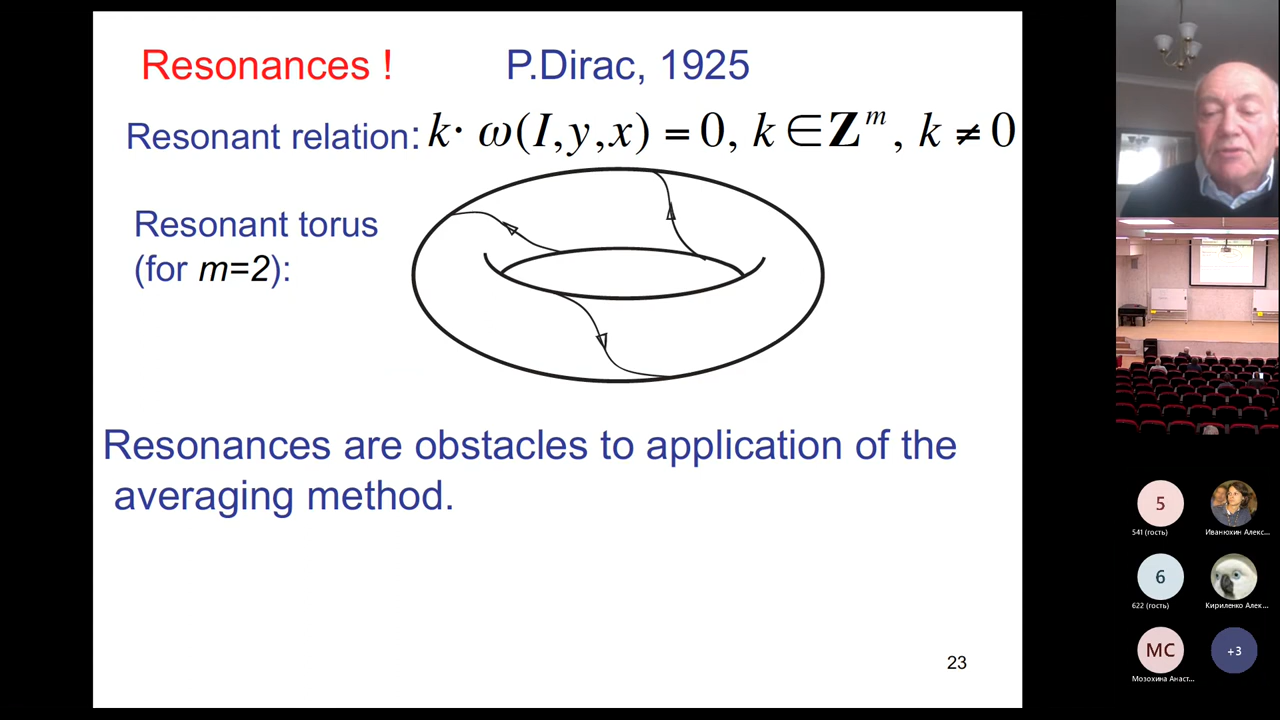 Resonances ! P.Dirac, 1925
Resonant relation: k· ω(I,y,x) = 0, k ∈ Z^m , k ≠ 0
Resonant torus
(for m=2):
Resonances are obstacles to application of the
averaging method.
23
5
541 (гость)
Иванюхин Алекс...
6
622 (гость)
Кириленко Алек...
МС
Мозохина Анаст...
+3